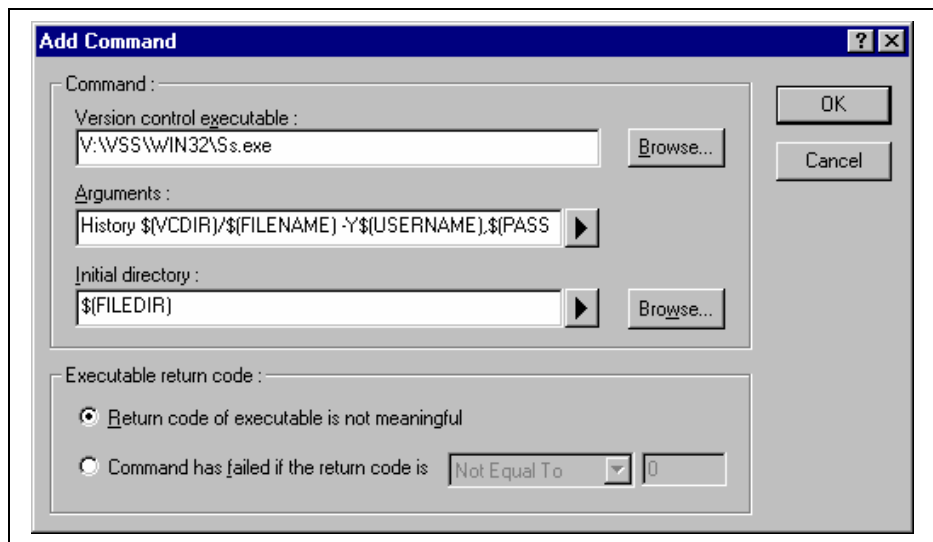 Add Command
Command :
Version control executable :
V:\VSS\WIN32\Ss.exe
Browse...
Arguments :
History $(VCDIR)/$(FILENAME) -Y$(USERNAME),$(PASS
Initial directory :
$(FILEDIR)
Browse...
Executable return code :
Return code of executable is not meaningful
Command has failed if the return code is
Not Equal To
0
OK
Cancel